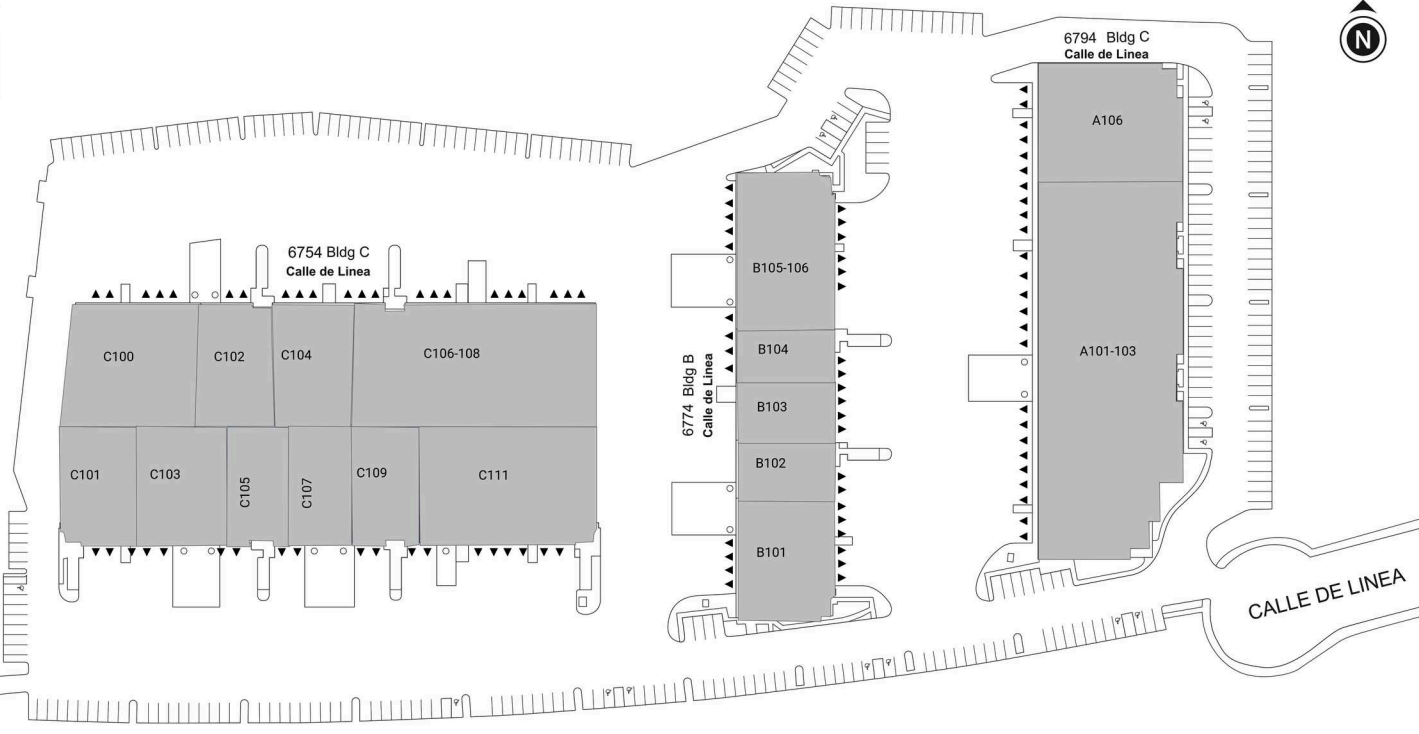 N
6794 Bldg C
Calle de Linea
A106
A101-103
6754 Bldg C
Calle de Linea
C100
C102
C104
C106-108
C101
C103
C105
C107
C109
C111
6774 Bldg B
Calle de Linea
B105-106
B104
B103
B102
B101
CALLE DE LINEA